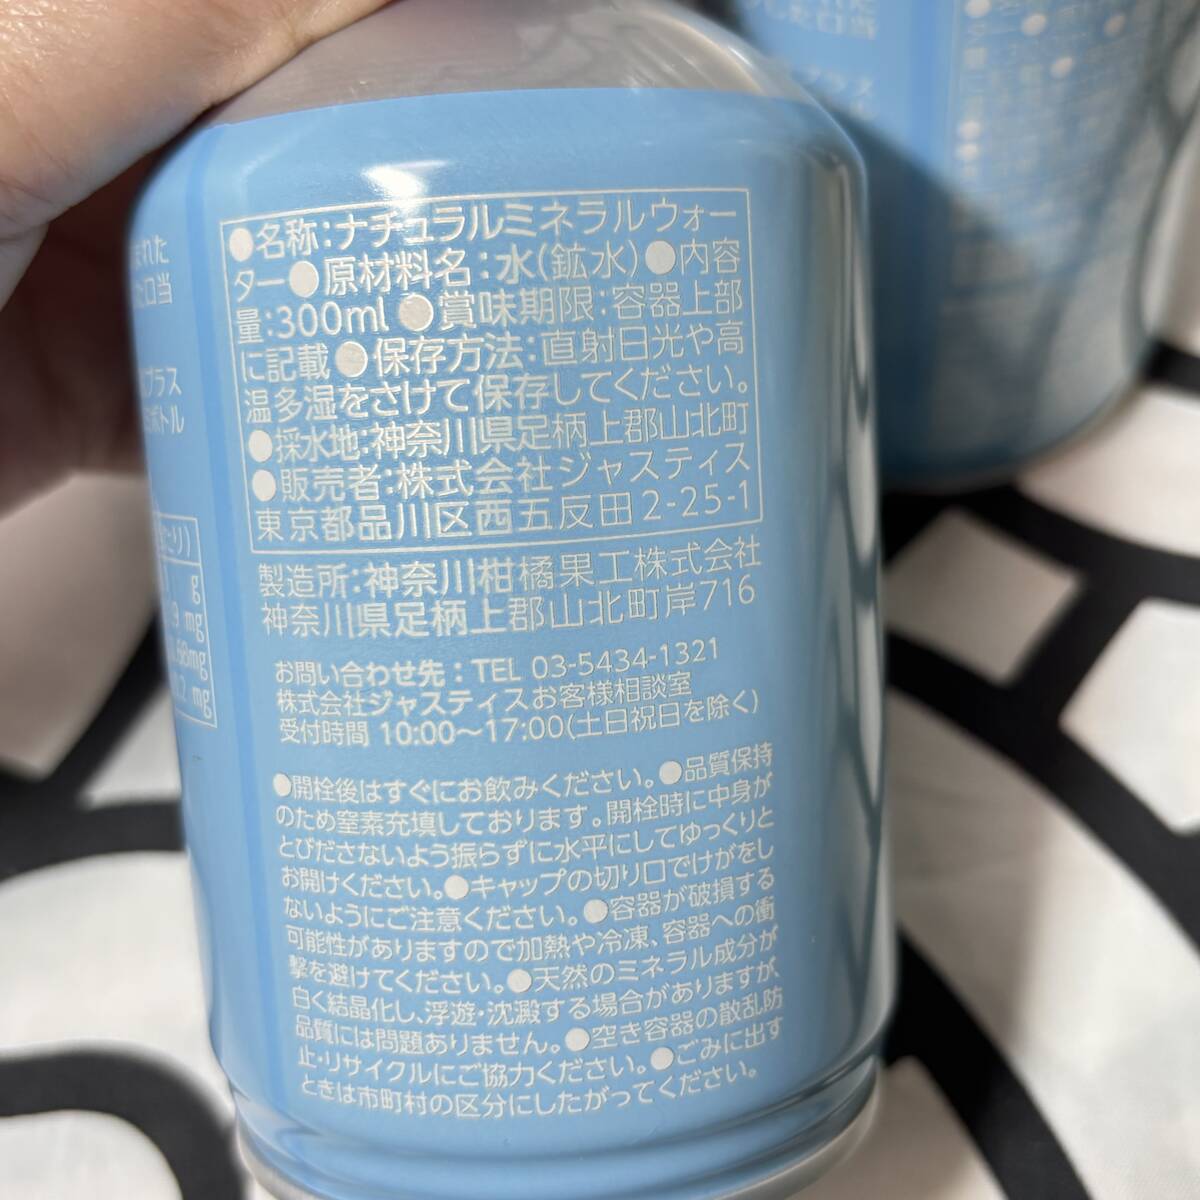 ●名称:ナチュラルミネラルウォー
ター●原材料名:水(鉱水)●内容
量:300ml●賞味期限:容器上部
に記載●保存方法:直射日光や高
温多湿をさけて保存してください。
●採水地:神奈川県足柄上郡山北町
●販売者:株式会社ジャスティス
東京都品川区西五反田2-25-1
製造所:神奈川柑橘果工株式会社
神奈川県足柄上郡山北町岸716
お問い合わせ先:TEL 03-5434-1321
株式会社ジャスティスお客様相談室
受付時間 10:00〜17:00(土日祝日を除く)
●開栓後はすぐにお飲みください。●品質保持
のため窒素充填しております。開栓時に中身が
とびださないよう振らずに水平にしてゆっくりと
お開けください。●キャップの切り口でけがをし
ないようにご注意ください。●容器が破損する
可能性がありますので加熱や冷凍、容器への衝
撃を避けてください。●天然のミネラル成分が
白く結晶化し、浮遊・沈澱する場合がありますが、
品質には問題ありません。●空き容器の散乱防
止・リサイクルにご協力ください。●ごみに出す
ときは市町村の区分にしたがってください。
まれた
た口当
プラス
ボトル
たり)
g
9 mg
.68mg
.2 mg